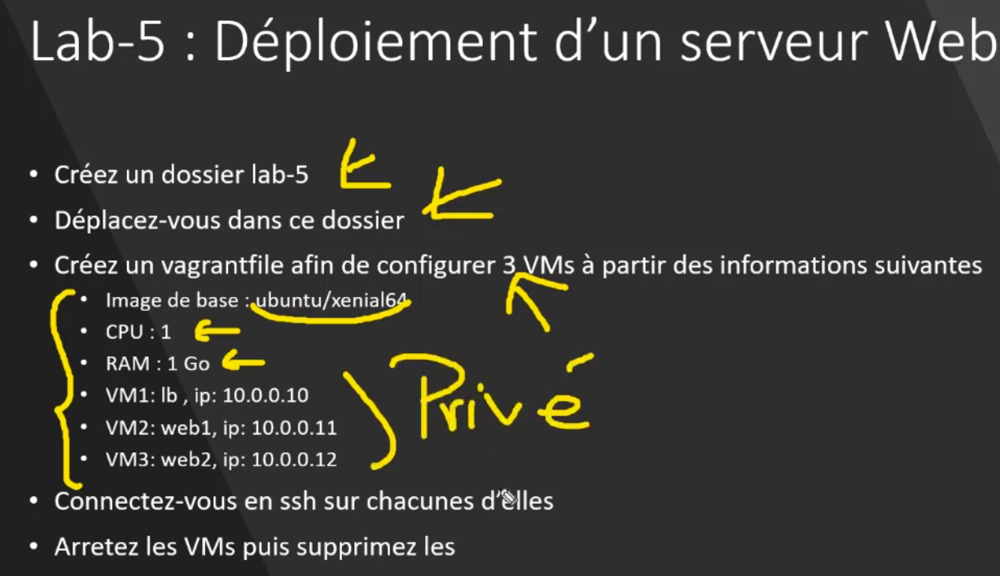 Lab-5 : Déploiement d’un serveur Web
• Créez un dossier lab-5
• Déplacez-vous dans ce dossier
• Créez un vagrantfile afin de configurer 3 VMs à partir des informations suivantes
• Image de base : ubuntu/xenial64
• CPU : 1
• RAM : 1 Go
• VM1: lb , ip: 10.0.0.10
• VM2: web1, ip: 10.0.0.11
• VM3: web2, ip: 10.0.0.12
Privé
• Connectez-vous en ssh sur chacunes d’elles
• Arretez les VMs puis supprimez les